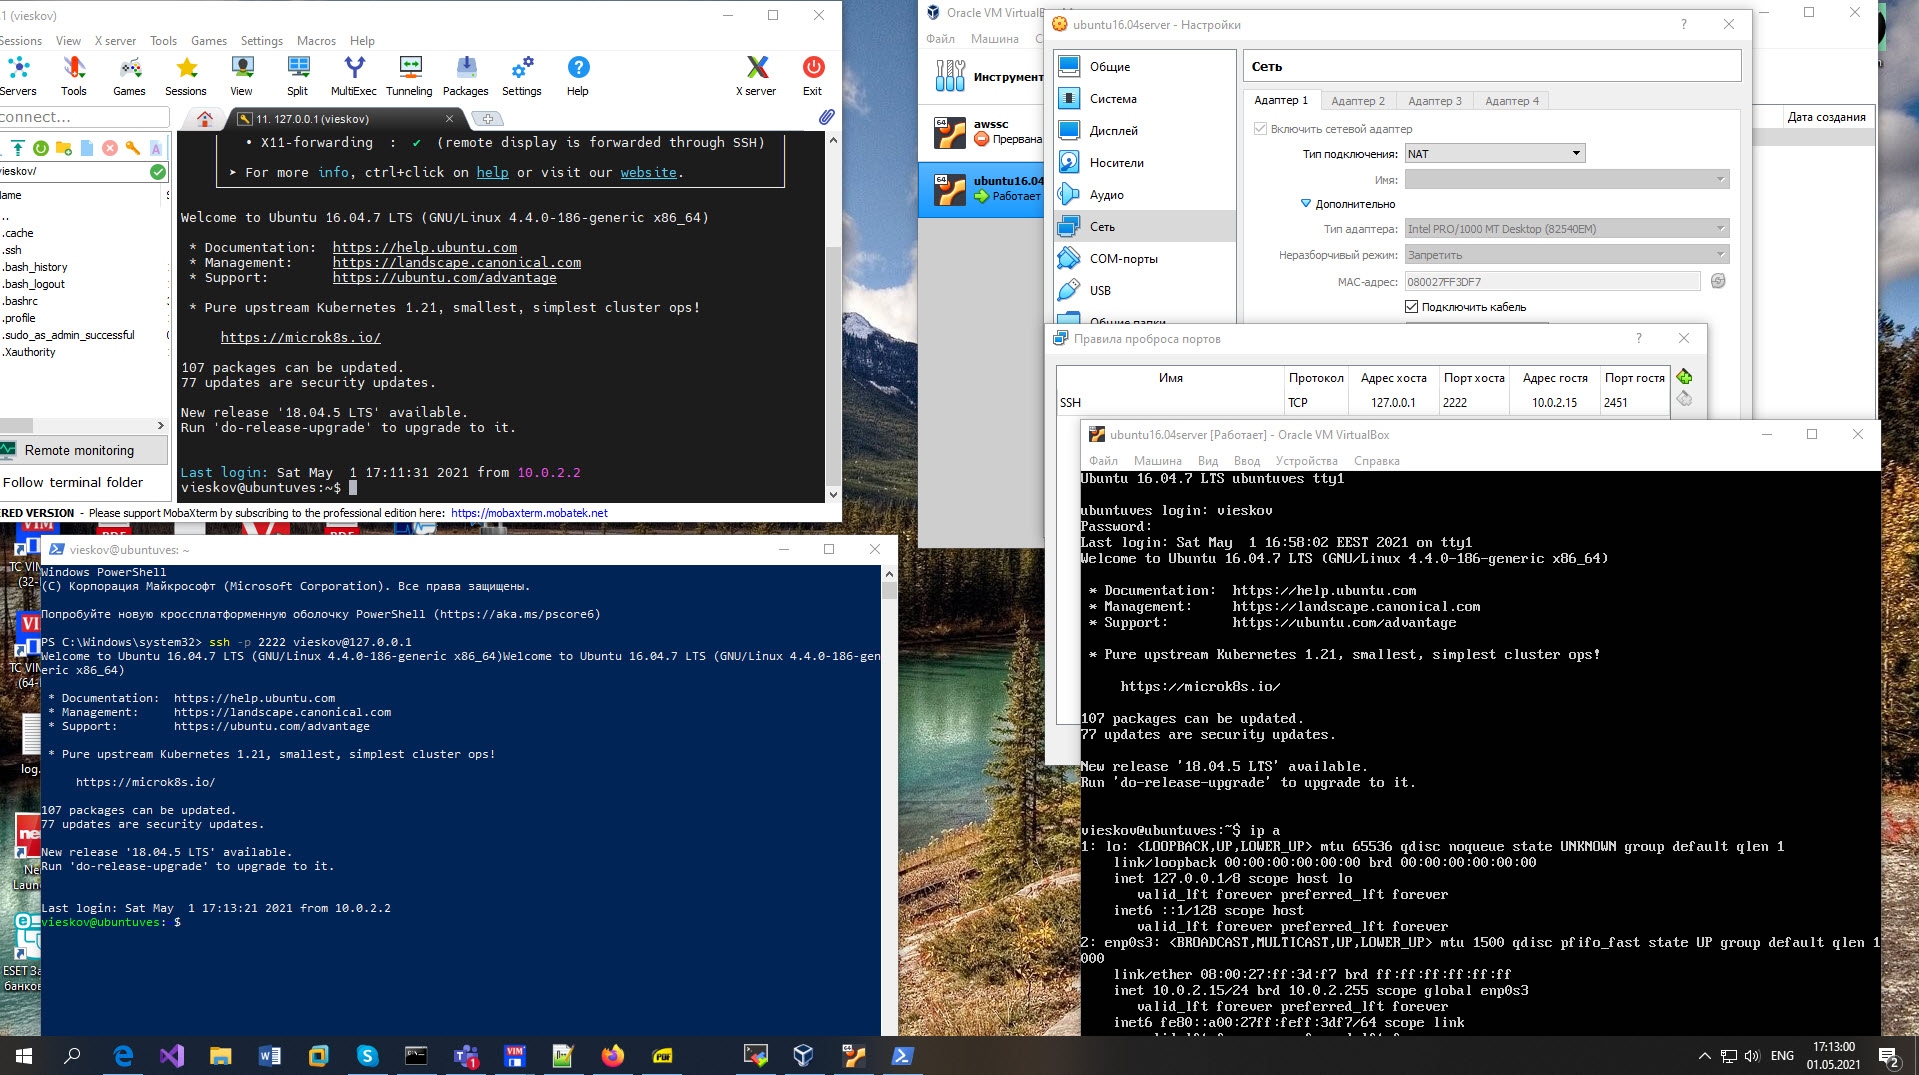 .1 (vieskov)
Sessions View X server Tools Games Settings Macros Help
Servers Tools Games Sessions View Split MultiExec Tunneling Packages Settings Help X server Exit
connect...
11. 127.0.0.1 (vieskov)
vieskov/
..
.cache
.ssh
.bash_history
.bash_logout
.bashrc
.profile
.sudo_as_admin_successful
.Xauthority
Remote monitoring
Follow terminal folder
• X11-forwarding : ✔ (remote display is forwarded through SSH)
➤ For more info, ctrl+click on help or visit our website.
Welcome to Ubuntu 16.04.7 LTS (GNU/Linux 4.4.0-186-generic x86_64)
* Documentation: https://help.ubuntu.com
* Management: https://landscape.canonical.com
* Support: https://ubuntu.com/advantage
* Pure upstream Kubernetes 1.21, smallest, simplest cluster ops!
https://microk8s.io/
107 packages can be updated.
77 updates are security updates.
New release '18.04.5 LTS' available.
Run 'do-release-upgrade' to upgrade to it.
Last login: Sat May 1 17:11:31 2021 from 10.0.2.2
vieskov@ubuntuves:~$
ERED VERSION - Please support MobaXterm by subscribing to the professional edition here: https://mobaxterm.mobatek.net
Oracle VM VirtualB
Файл Машина С
Инструмент
awssc
Прервана
ubuntu16.04
Работает
Дата создания
ubuntu16.04server - Настройки
Общие
Система
Дисплей
Носители
Аудио
Сеть
COM-порты
USB
Общие папки
Сеть
Адаптер 1 Адаптер 2 Адаптер 3 Адаптер 4
Включить сетевой адаптер
Тип подключения: NAT
Имя:
Дополнительно
Тип адаптера: Intel PRO/1000 MT Desktop (82540EM)
Неразборчивый режим: Запретить
MAC-адрес: 080027FF3DF7
Подключить кабель
Правила проброса портов
Имя Протокол Адрес хоста Порт хоста Адрес гостя Порт гостя
SSH TCP 127.0.0.1 2222 10.0.2.15 2451
vieskov@ubuntuves: ~
Windows PowerShell
(C) Корпорация Майкрософт (Microsoft Corporation). Все права защищены.
Попробуйте новую кроссплатформенную оболочку PowerShell (https://aka.ms/pscore6)
PS C:\Windows\system32> ssh -p 2222 vieskov@127.0.0.1
Welcome to Ubuntu 16.04.7 LTS (GNU/Linux 4.4.0-186-generic x86_64)Welcome to Ubuntu 16.04.7 LTS (GNU/Linux 4.4.0-186-gen
eric x86_64)
* Documentation: https://help.ubuntu.com
* Management: https://landscape.canonical.com
* Support: https://ubuntu.com/advantage
* Pure upstream Kubernetes 1.21, smallest, simplest cluster ops!
https://microk8s.io/
107 packages can be updated.
77 updates are security updates.
New release '18.04.5 LTS' available.
Run 'do-release-upgrade' to upgrade to it.
Last login: Sat May 1 17:13:21 2021 from 10.0.2.2
vieskov@ubuntuves: $
ubuntu16.04server [Работает] - Oracle VM VirtualBox
Файл Машина Вид Ввод Устройства Справка
Ubuntu 16.04.7 LTS ubuntuves tty1
ubuntuves login: vieskov
Password:
Last login: Sat May 1 16:58:02 EEST 2021 on tty1
Welcome to Ubuntu 16.04.7 LTS (GNU/Linux 4.4.0-186-generic x86_64)
* Documentation: https://help.ubuntu.com
* Management: https://landscape.canonical.com
* Support: https://ubuntu.com/advantage
* Pure upstream Kubernetes 1.21, smallest, simplest cluster ops!
https://microk8s.io/
107 packages can be updated.
77 updates are security updates.
New release '18.04.5 LTS' available.
Run 'do-release-upgrade' to upgrade to it.
vieskov@ubuntuves:~$ ip a
1: lo: <LOOPBACK,UP,LOWER_UP> mtu 65536 qdisc noqueue state UNKNOWN group default qlen 1
link/loopback 00:00:00:00:00:00 brd 00:00:00:00:00:00
inet 127.0.0.1/8 scope host lo
valid_lft forever preferred_lft forever
inet6 ::1/128 scope host
valid_lft forever preferred_lft forever
2: enp0s3: <BROADCAST,MULTICAST,UP,LOWER_UP> mtu 1500 qdisc pfifo_fast state UP group default qlen 1
000
link/ether 08:00:27:ff:3d:f7 brd ff:ff:ff:ff:ff:ff
inet 10.0.2.15/24 brd 10.0.2.255 scope global enp0s3
valid_lft forever preferred_lft forever
inet6 fe80::a00:27ff:feff:3df7/64 scope link
TC VIM
(32-
TC VIM
(64-
log.
Ne
Laun
ESET За
банков
ENG
17:13:00
01.05.2021
2